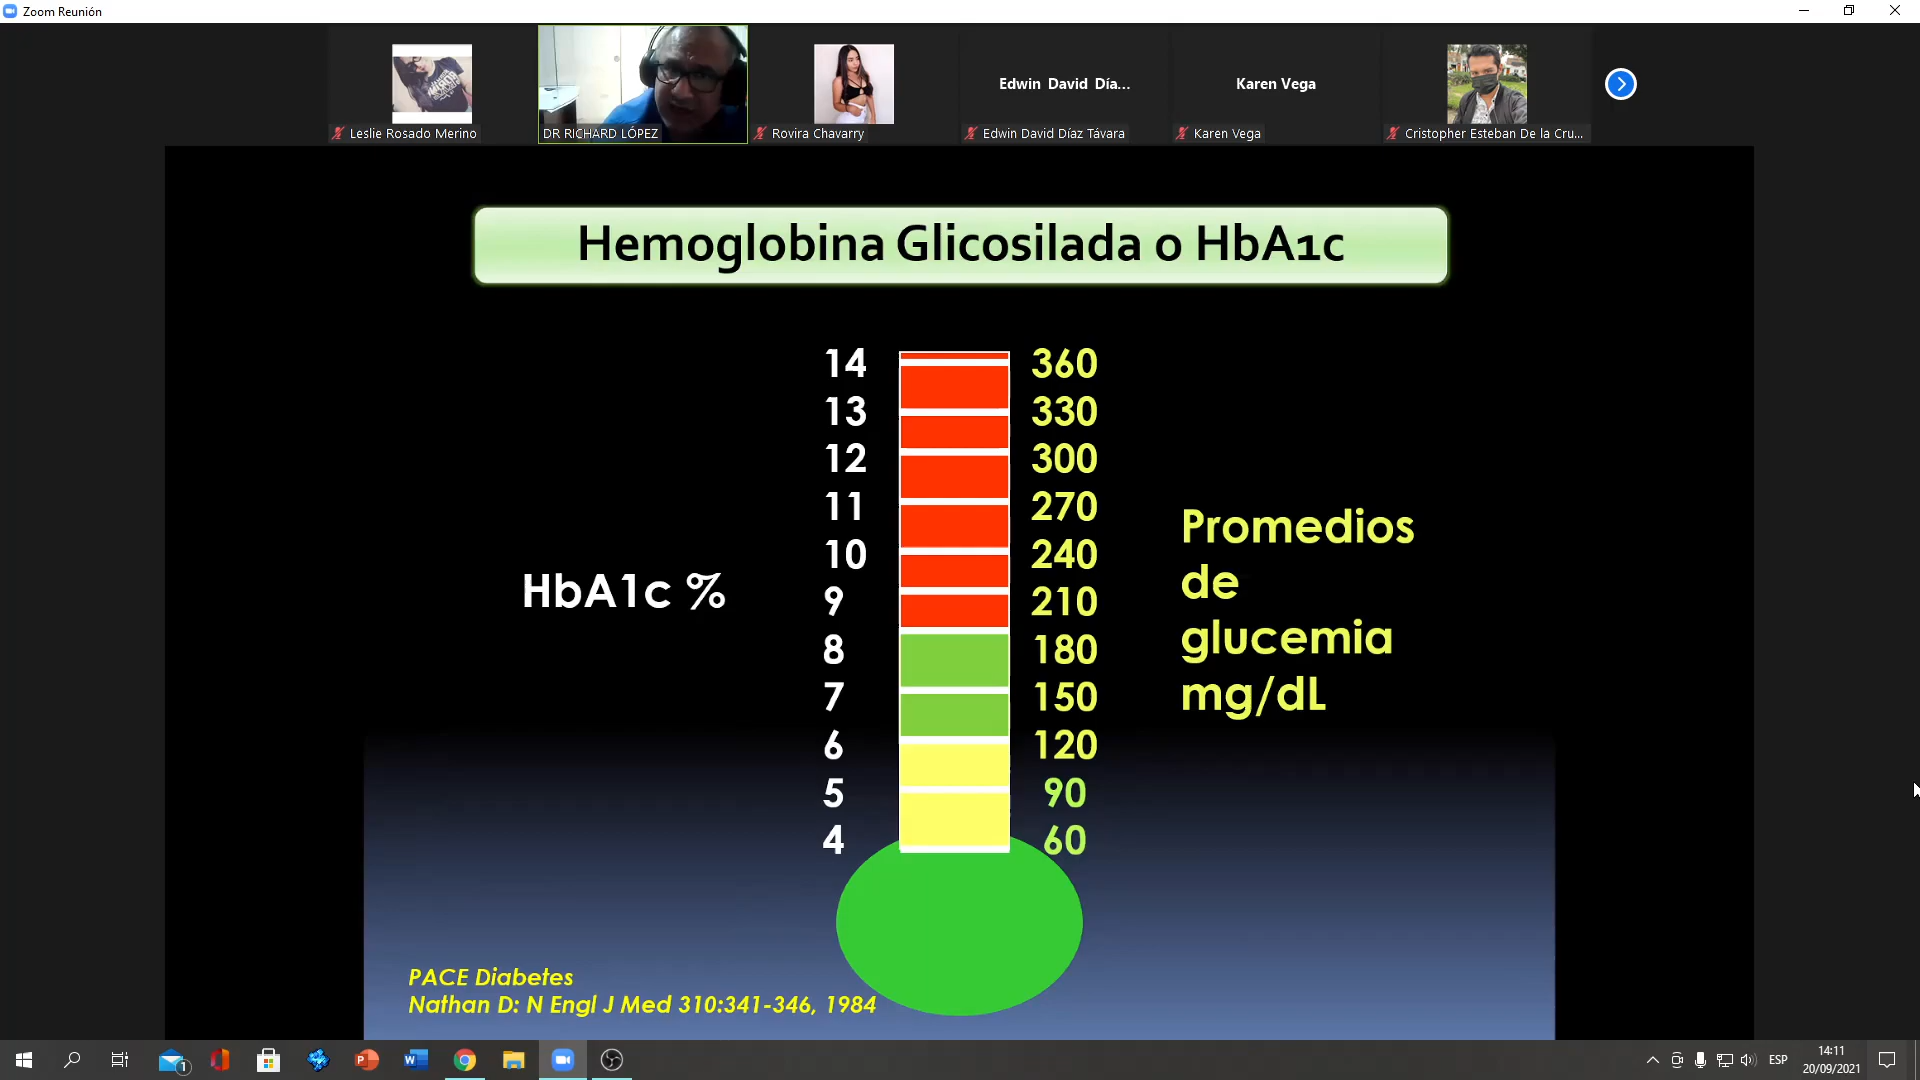 Zoom Reunión
Edwin David Día...
Karen Vega
Leslie Rosado Merino
DR RICHARD LÓPEZ
Rovira Chavarry
Edwin David Díaz Távara
Karen Vega
Cristopher Esteban De la Cru...
Hemoglobina Glicosilada o HbA1c
14 360
13 330
12 300
11 270
10 240
9 210
8 180
7 150
6 120
5 90
4 60
HbA1c %
Promedios
de
glucemia
mg/dL
PACE Diabetes
Nathan D: N Engl J Med 310:341-346, 1984
1
ESP
14:11
20/09/2021